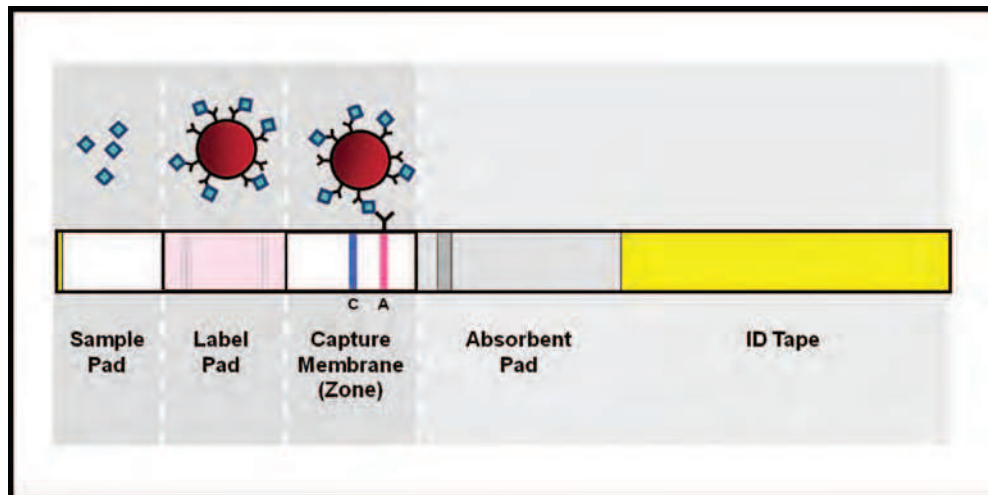 C A
Sample
Pad
Label
Pad
Capture
Membrane
(Zone)
Absorbent
Pad
ID Tape